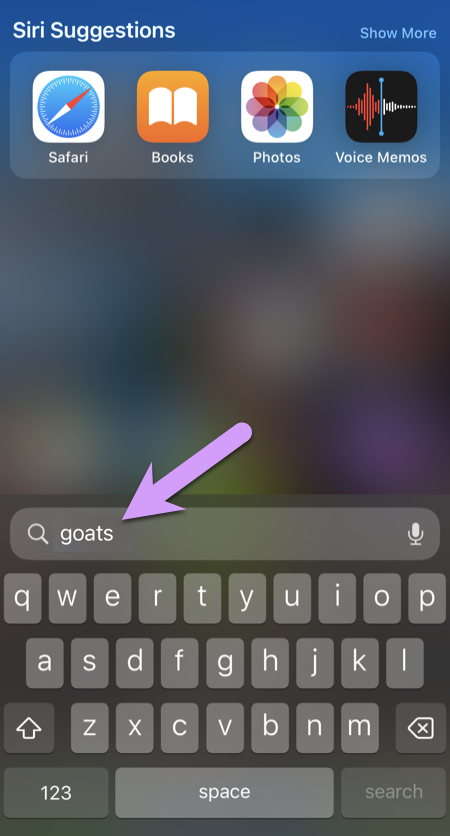 Siri Suggestions Show More
Safari Books Photos Voice Memos
goats
q w e r t y u i o p
a s d f g h j k l
z x c v b n m
123 space search